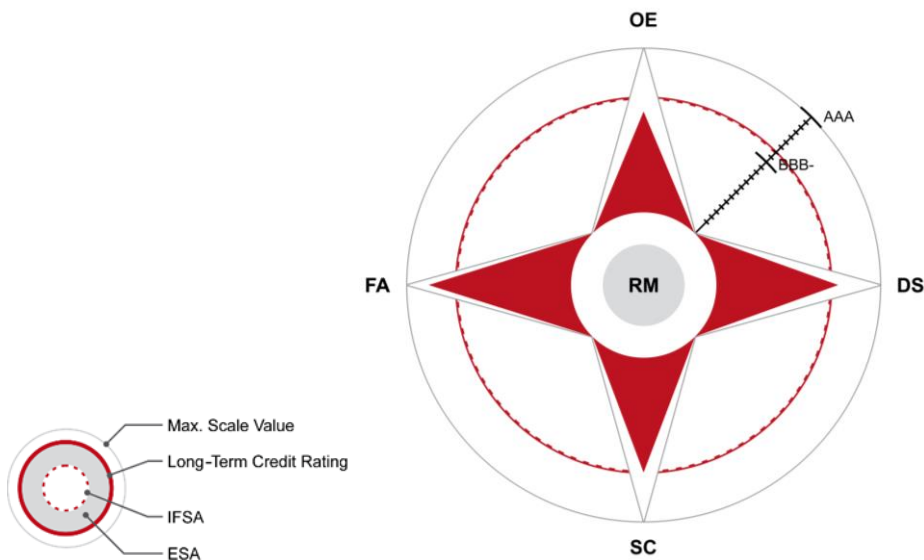 OE
AAA
BBB-
FA
RM
DS
Max. Scale Value
Long-Term Credit Rating
IFSA
ESA
SC